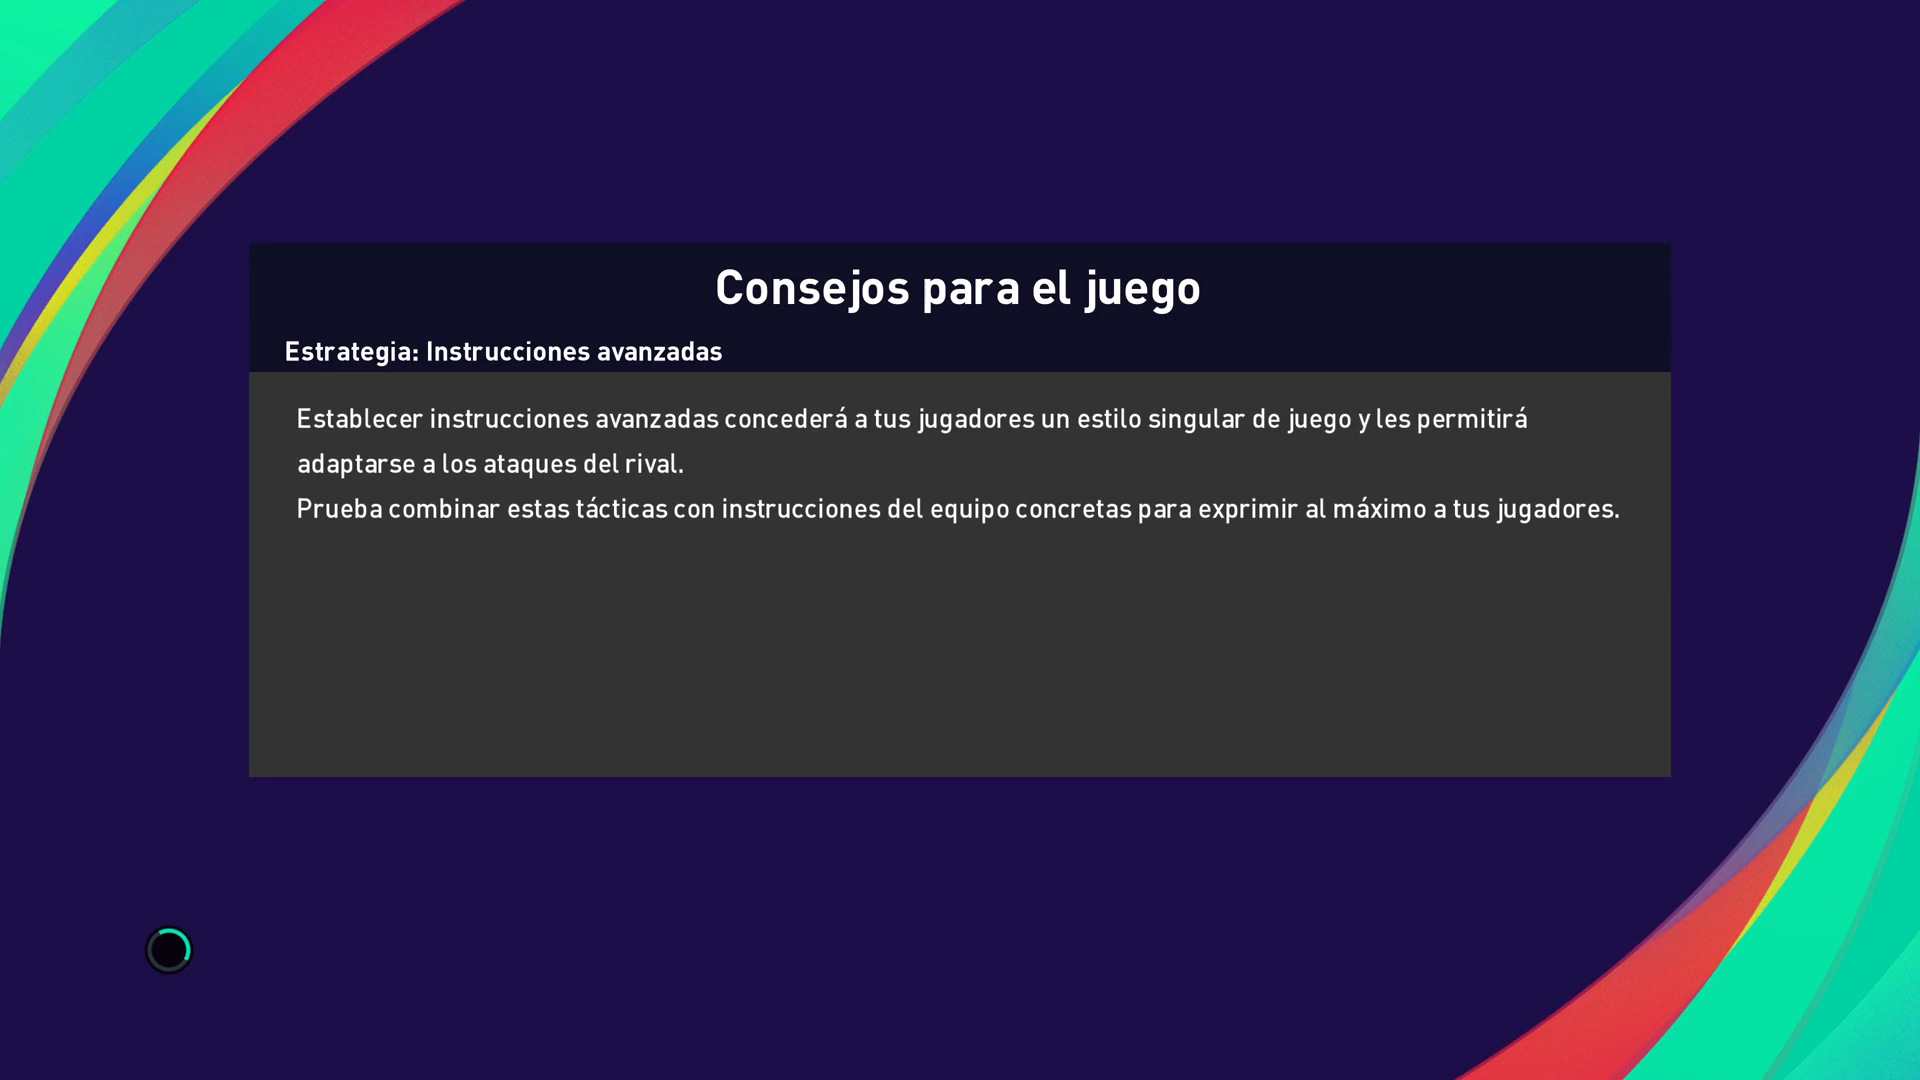 Consejos para el juego
Estrategia: Instrucciones avanzadas
Establecer instrucciones avanzadas concederá a tus jugadores un estilo singular de juego y les permitirá
adaptarse a los ataques del rival.
Prueba combinar estas tácticas con instrucciones del equipo concretas para exprimir al máximo a tus jugadores.